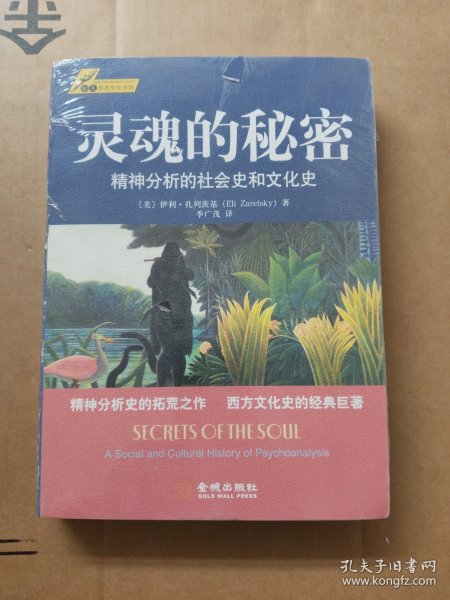 灵魂的秘密
精神分析的社会史和文化史
〔美〕伊利·扎列茨基（Eli Zaretsky）著
季广茂 译
精神分析史的拓荒之作 西方文化史的经典巨著
SECRETS OF THE SOUL
A Social and Cultural History of Psychoanalysis
金城出版社
GOLD WALL PRESS
孔夫子旧书网
www.kongfz.com